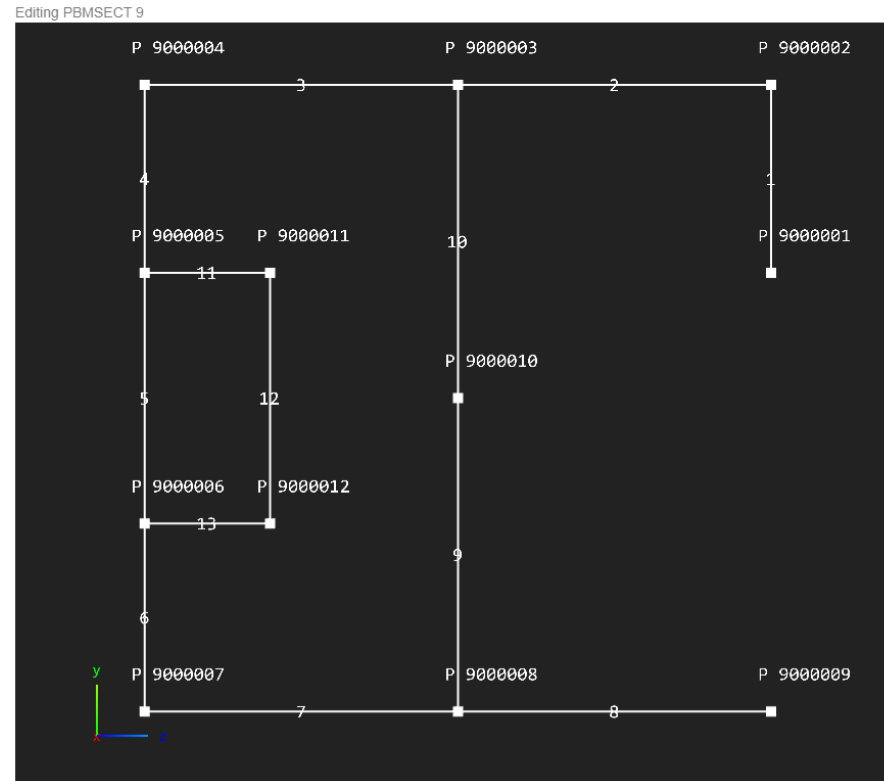 Editing PBMSECT 9
P 9000004 P 9000003 P 9000002
3 2
4 1
P 9000005 P 9000011 P 9000001
10
11
P 9000010
5 12
P 9000006 P 9000012
13
9
6
P 9000007 P 9000008 P 9000009
y
7 8
x z